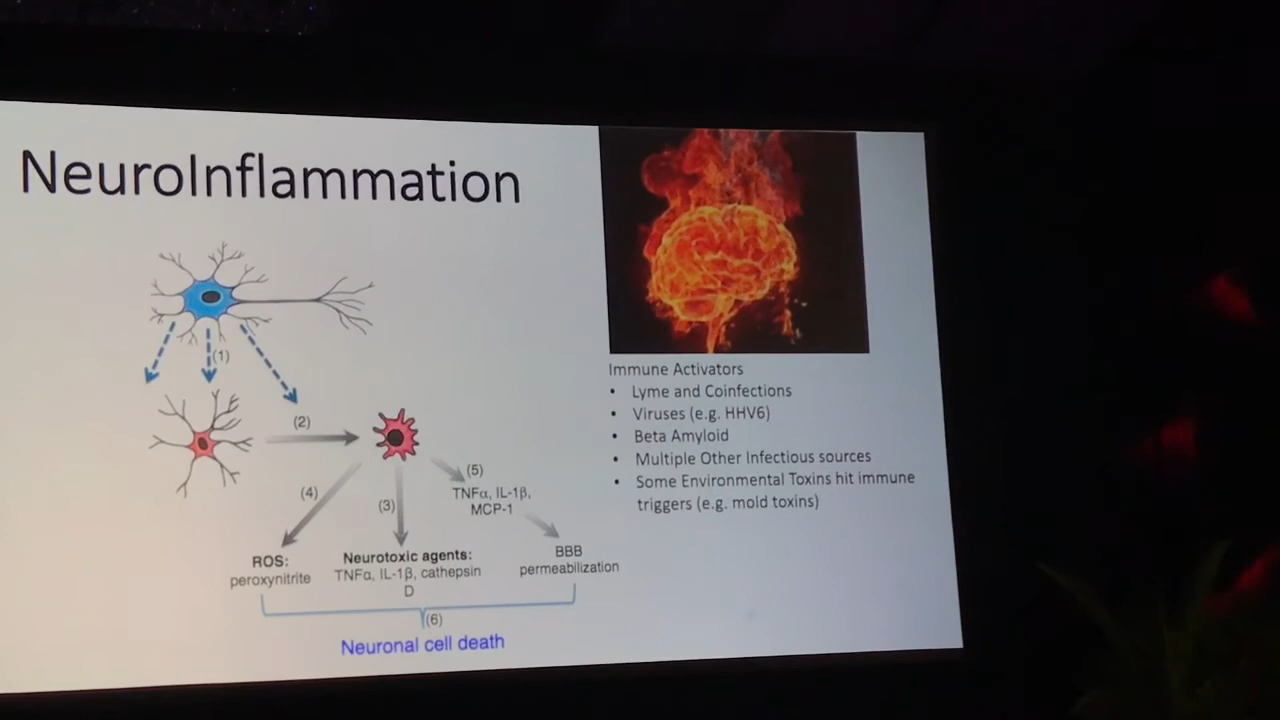 NeuroInflammation
(1)
(2)
(4)
(3)
(5)
TNFα, IL-1β,
MCP-1
ROS:
peroxynitrite
Neurotoxic agents:
TNFα, IL-1β, cathepsin
D
BBB
permeabilization
(6)
Neuronal cell death
Immune Activators
• Lyme and Coinfections
• Viruses (e.g. HHV6)
• Beta Amyloid
• Multiple Other Infectious sources
• Some Environmental Toxins hit immune
triggers (e.g. mold toxins)